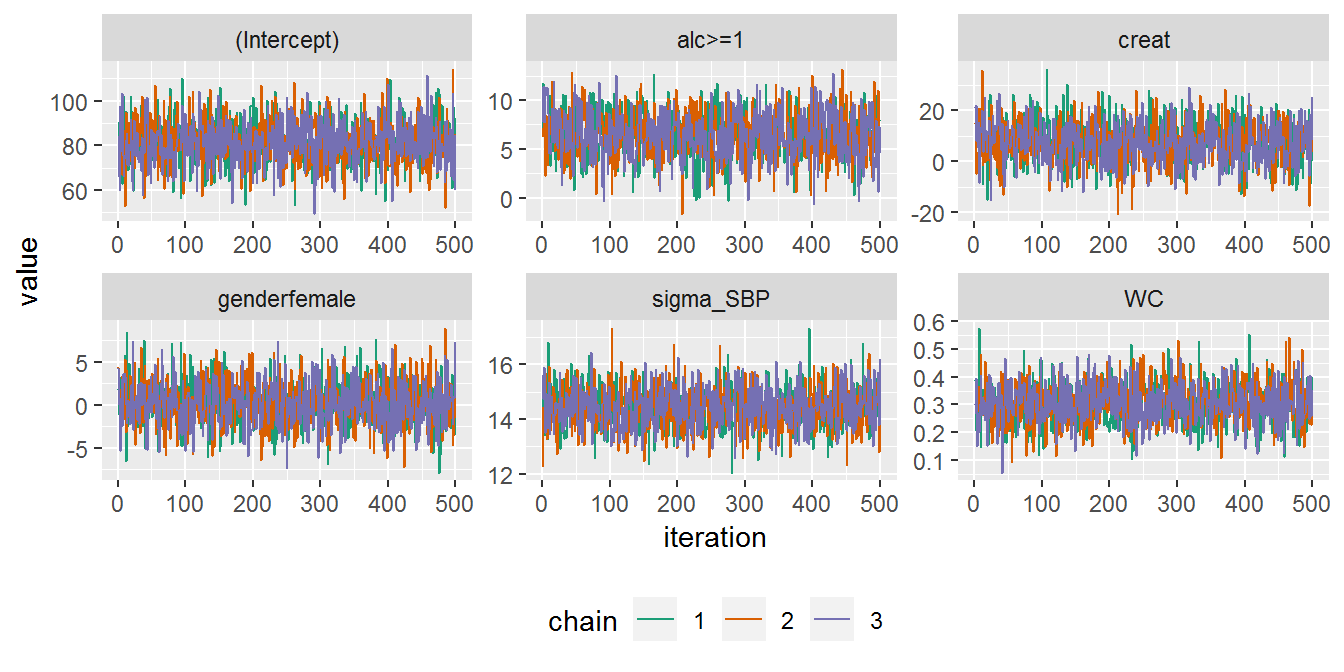 (Intercept) alc>=1 creat
100 80 60
10 5 0
20 0 -20
0 100 200 300 400 500 0 100 200 300 400 500 0 100 200 300 400 500
value
genderfemale sigma_SBP WC
5 0 -5
16 14 12
0.6 0.5 0.4 0.3 0.2 0.1
0 100 200 300 400 500 0 100 200 300 400 500 0 100 200 300 400 500
iteration
chain 1 2 3